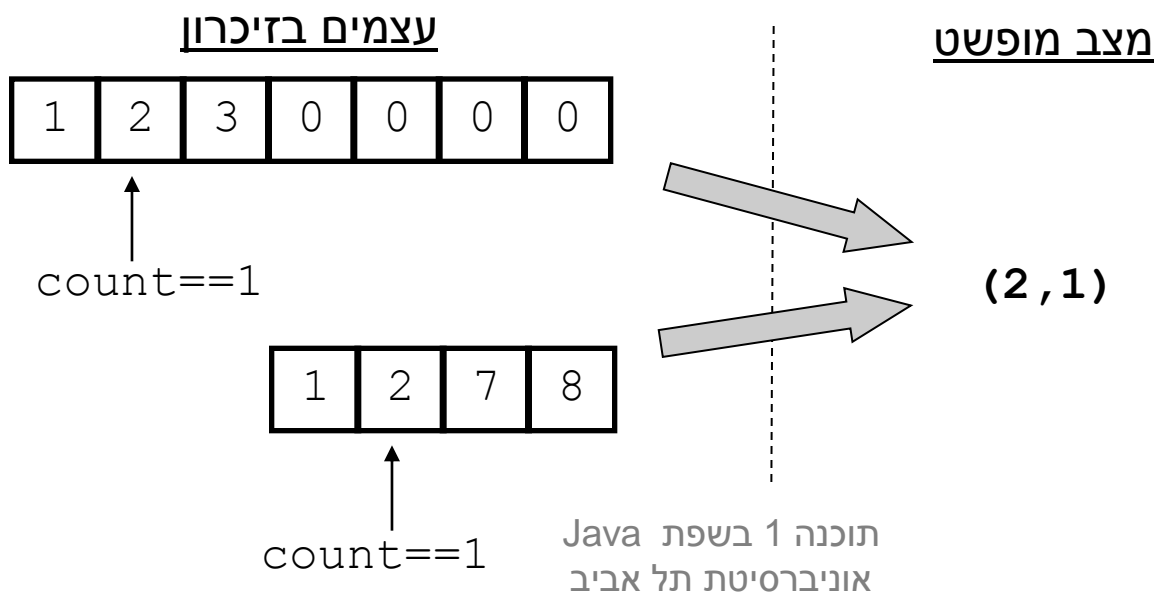 עצמים בזיכרון
מצב מופשט
1 2 3 0 0 0 0
count==1
(2,1)
1 2 7 8
count==1
תוכנה 1 בשפת Java
אוניברסיטת תל אביב